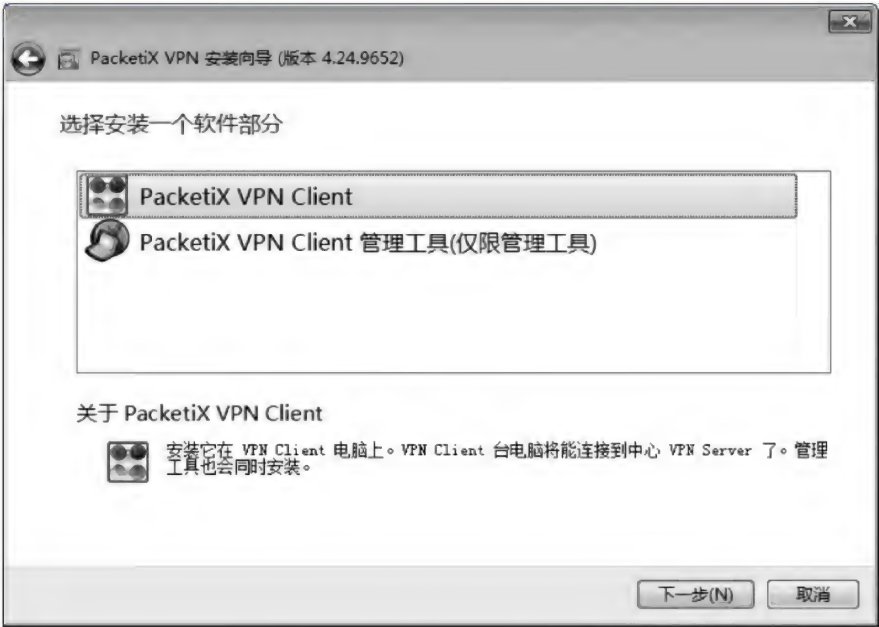 PacketiX VPN 安装向导 (版本 4.24.9652)
选择安装一个软件部分
PacketiX VPN Client
PacketiX VPN Client 管理工具(仅限管理工具)
关于 PacketiX VPN Client
安装它在 VPN Client 电脑上。VPN Client 台电脑将能连接到中心 VPN Server 了。管理
工具也会同时安装。
下一步(N) 取消